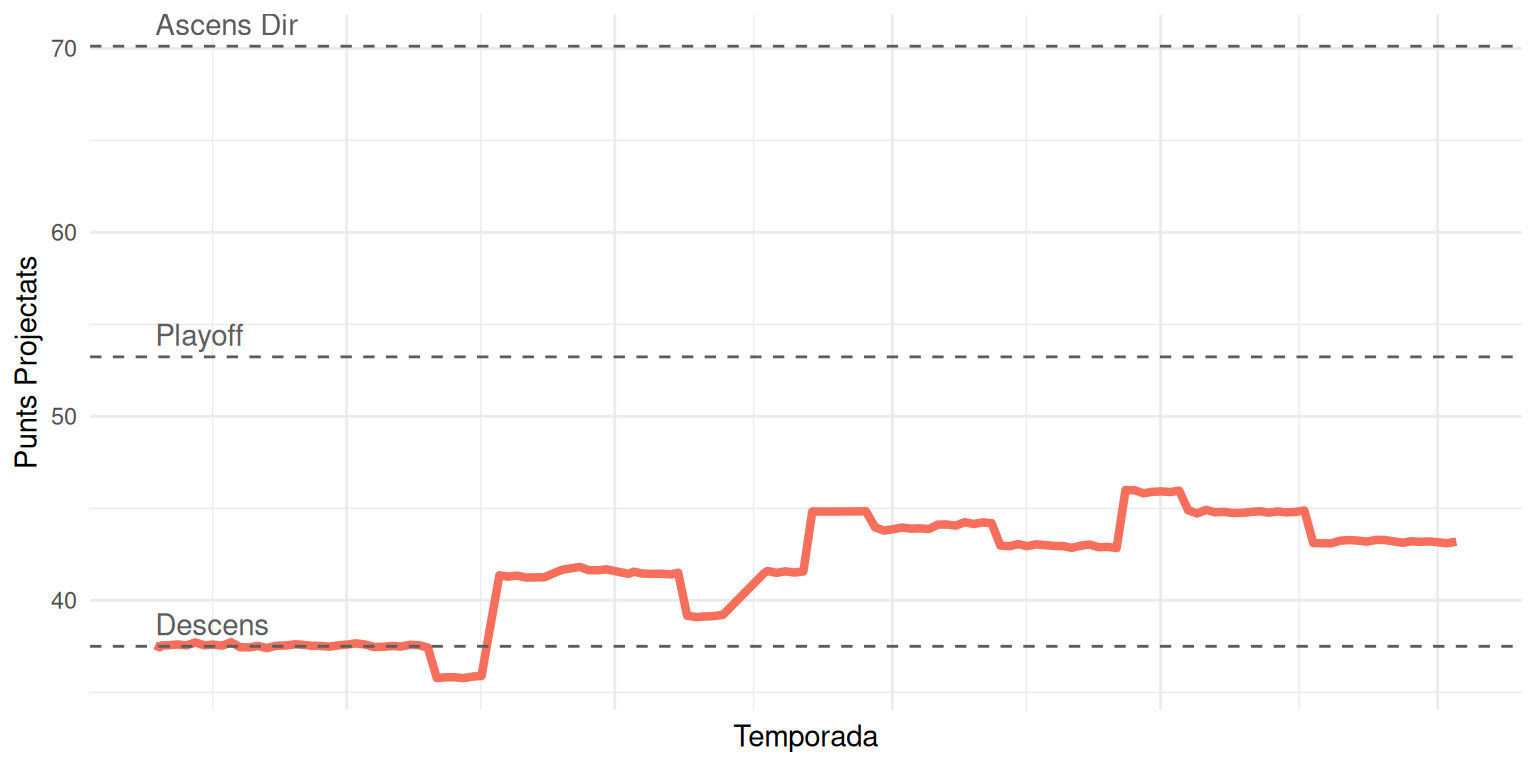 Ascens Dir
70
60
Playoff
50
40
Descens
Punts Projectats
Temporada